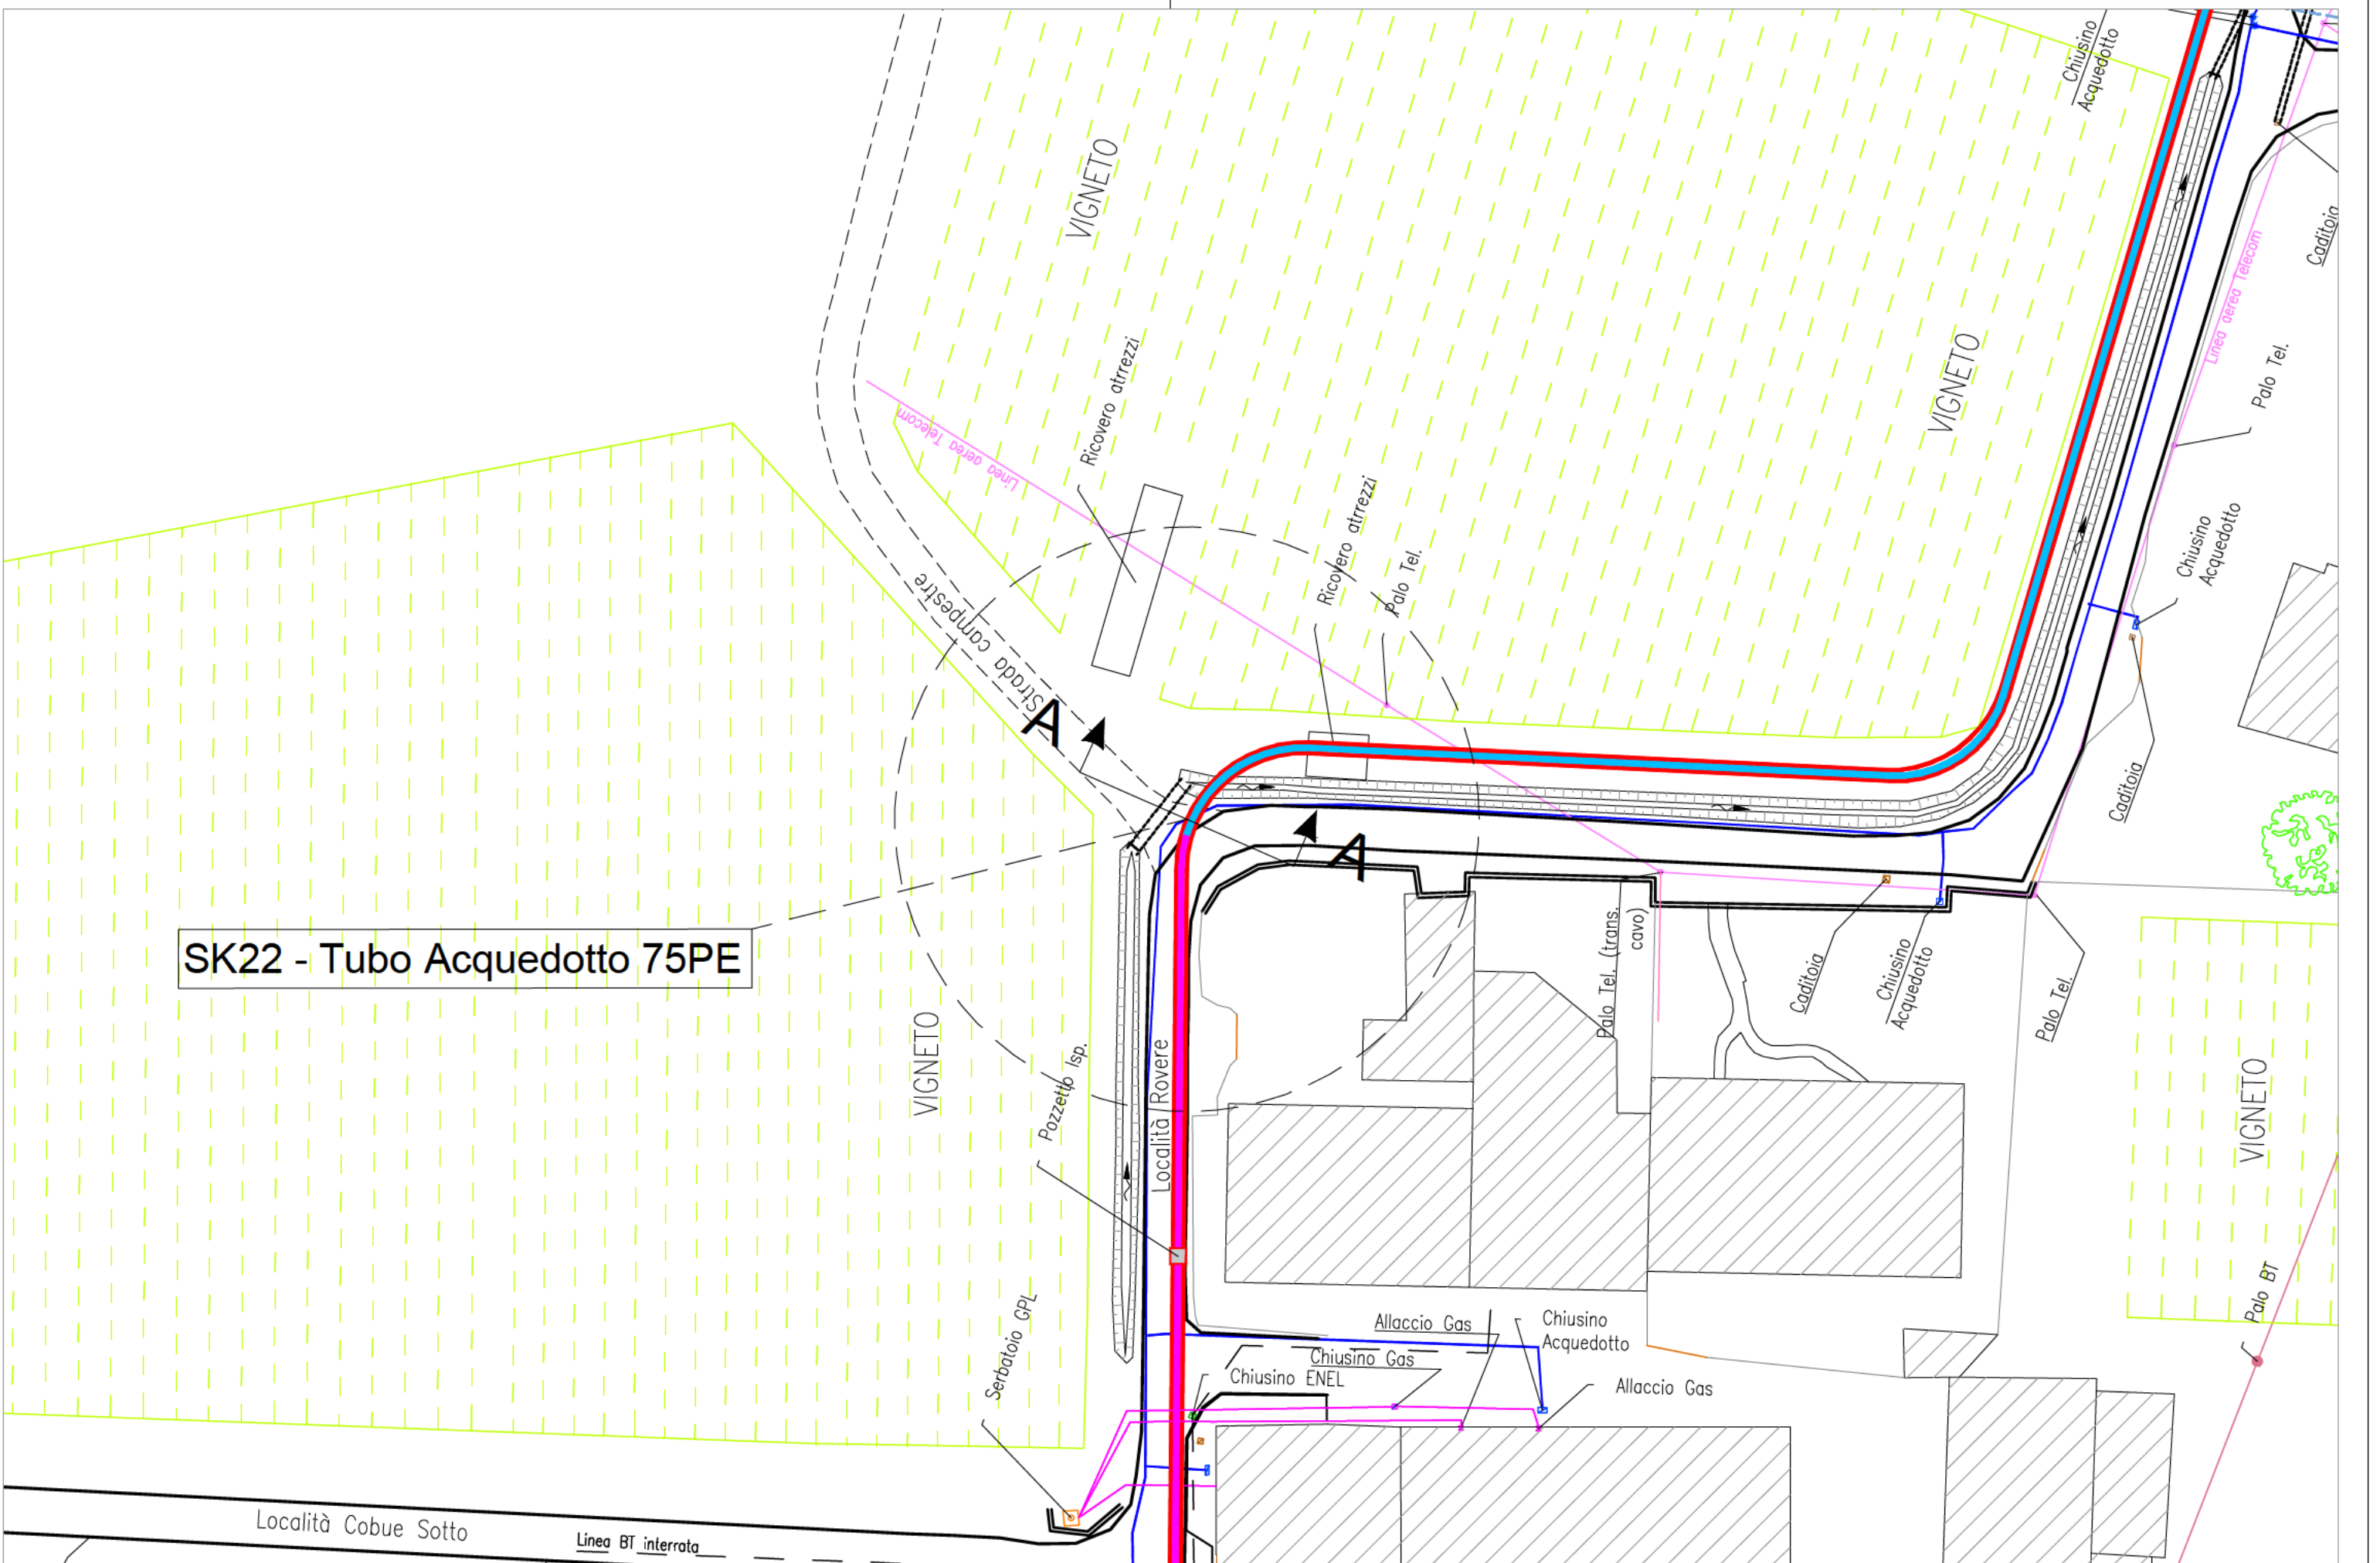 Chiusino
Acquedotto
VIGNETO
Caditoia
Linea aerea Telecom
Ricovero atrrezzi
VIGNETO
Palo Tel.
Linea aerea Telecom
Ricovero atrrezzi
Palo Tel.
Chiusino
Acquedotto
Strada campestre
A
A
Caditoia
SK22 - Tubo Acquedotto 75PE
Palo Tel. (trans.
cavo)
Caditoia
Chiusino
Acquedotto
Palo Tel.
VIGNETO
Pozzetto Isp.
Località Rovere
VIGNETO
Palo BT
Serbatoio GPL
Allaccio Gas
Chiusino
Acquedotto
Chiusino Gas
Chiusino ENEL
Allaccio Gas
Località Cobue Sotto
Linea BT interrata